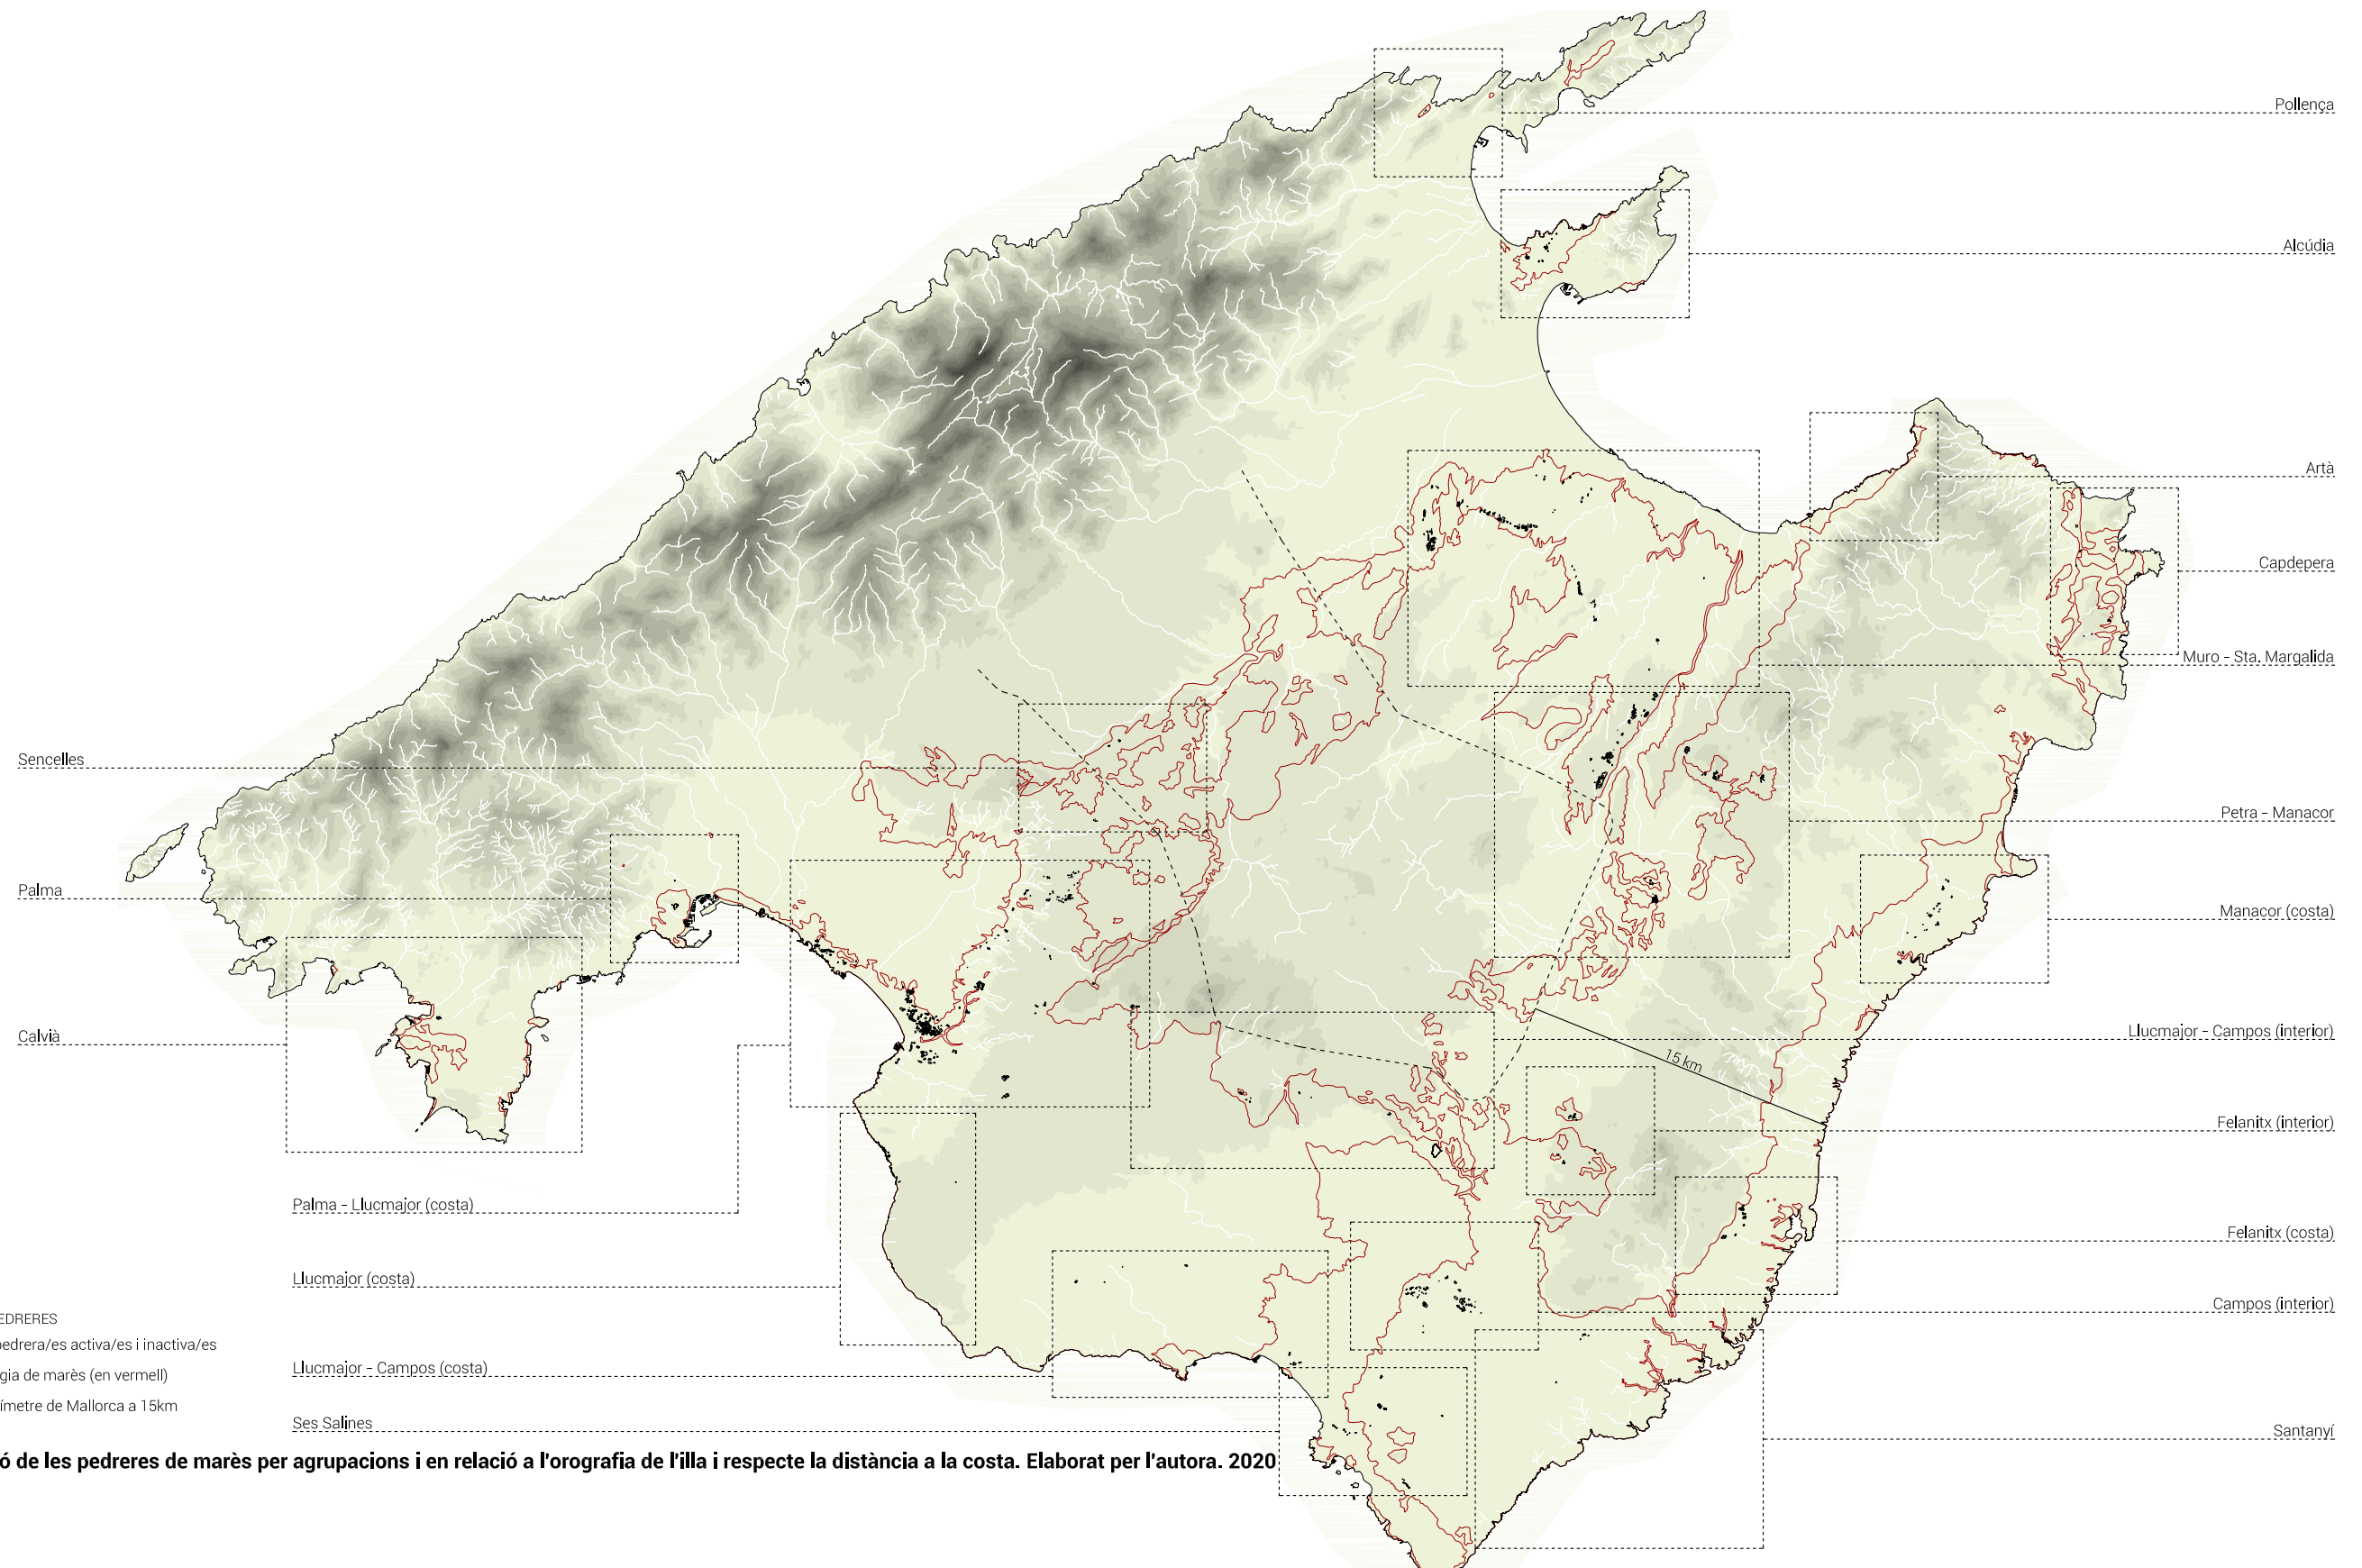 Pollença
Alcúdia
Artà
Capdepera
Muro - Sta. Margalida
Sencelles
Petra - Manacor
Palma
Manacor (costa)
Llucmajor - Campos (interior)
Calvià
15 km
Felanitx (interior)
Palma - Llucmajor (costa)
Felanitx (costa)
Llucmajor (costa)
Campos (interior)
EDRERES
pedrera/es activa/es i inactiva/es
Llucmajor - Campos (costa)
gia de marès (en vermell)
ímetre de Mallorca a 15km
Ses Salines
Santanyí
ó de les pedreres de marès per agrupacions i en relació a l'orografia de l'illa i respecte la distància a la costa. Elaborat per l'autora. 2020